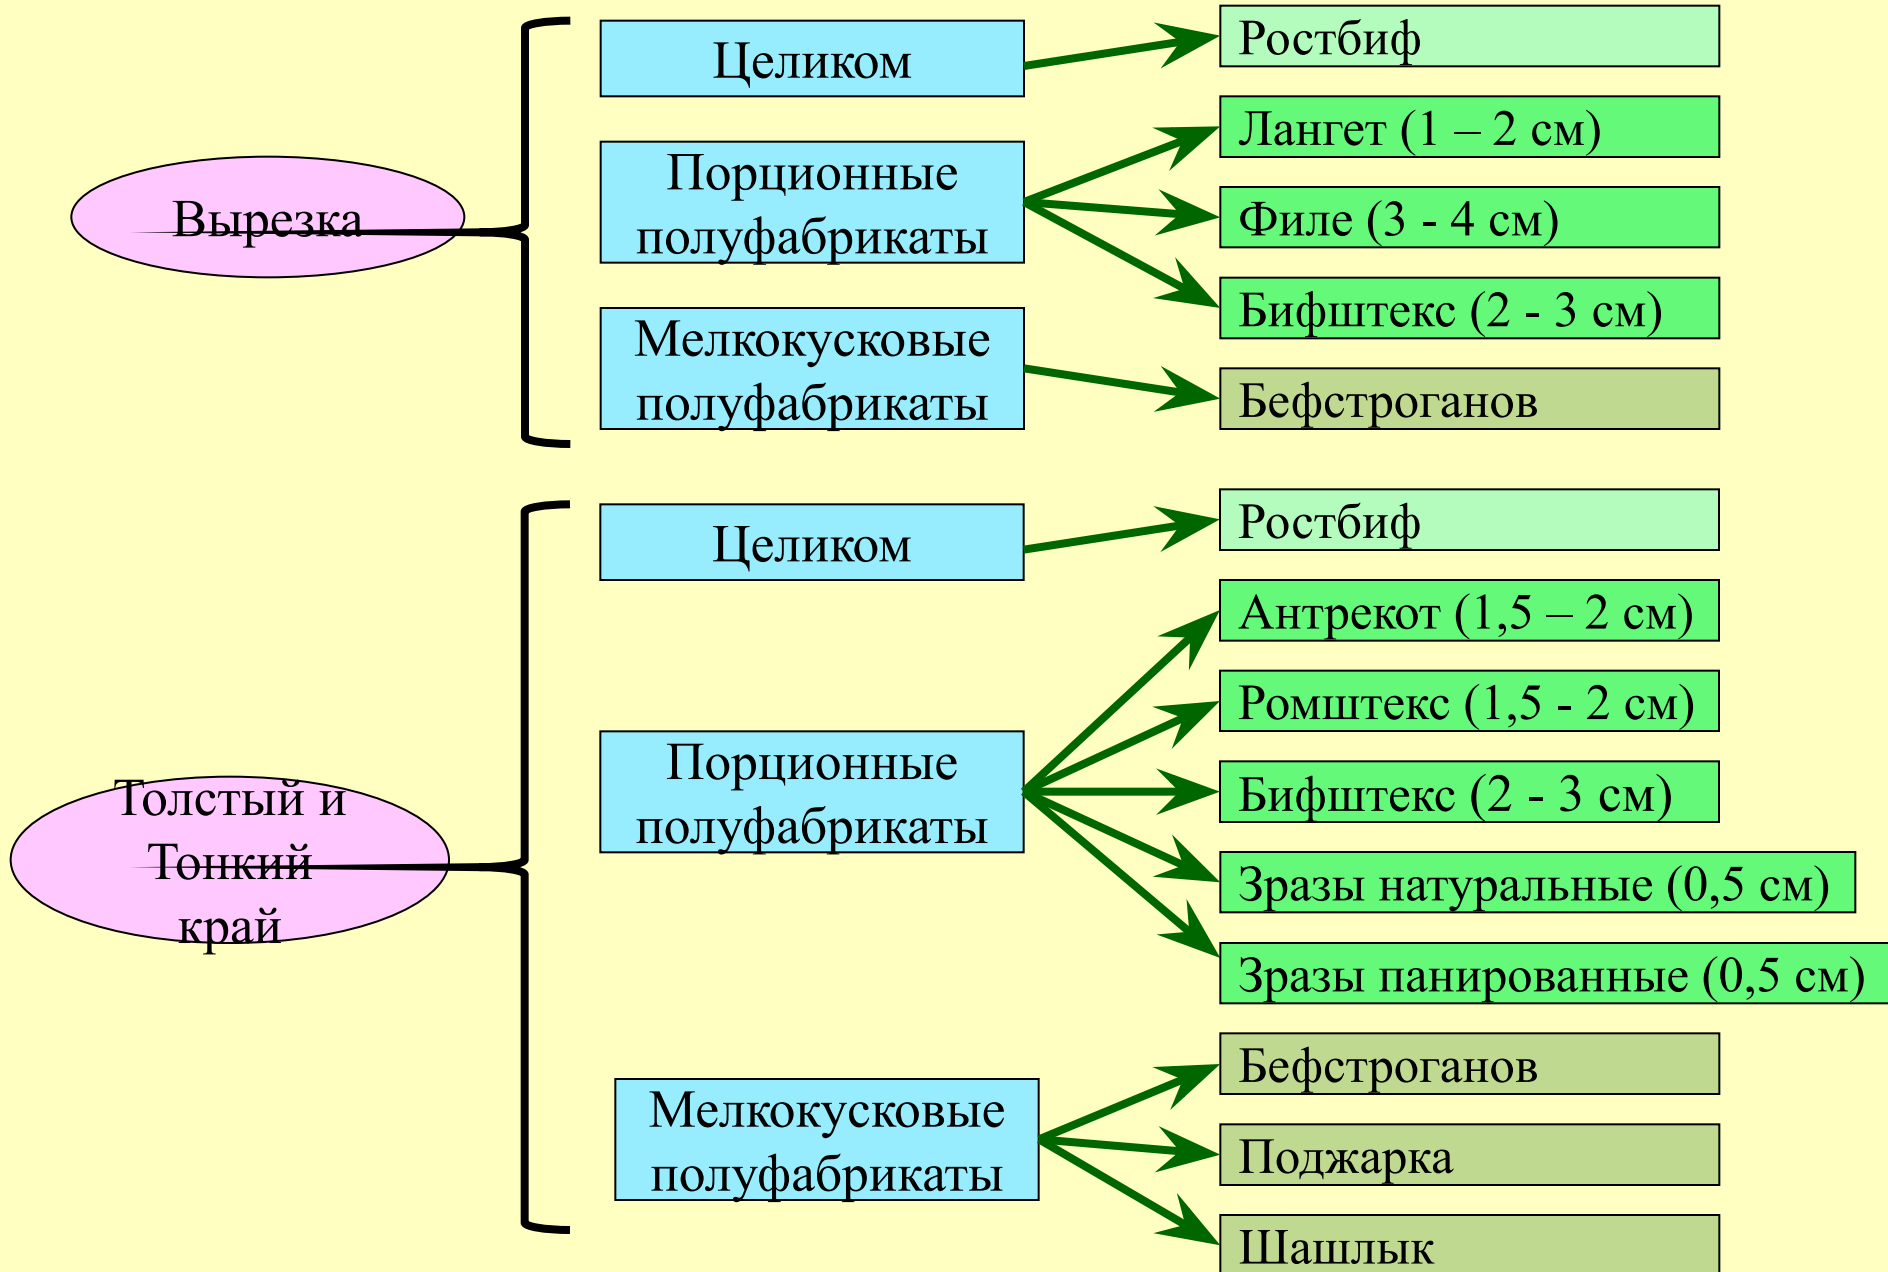 Вырезка
Целиком
Ростбиф
Порционные
полуфабрикаты
Лангет (1 – 2 см)
Филе (3 - 4 см)
Бифштекс (2 - 3 см)
Мелкокусковые
полуфабрикаты
Бефстроганов
Толстый и
Тонкий
край
Целиком
Ростбиф
Порционные
полуфабрикаты
Антрекот (1,5 – 2 см)
Ромштекс (1,5 - 2 см)
Бифштекс (2 - 3 см)
Зразы натуральные (0,5 см)
Зразы панированные (0,5 см)
Мелкокусковые
полуфабрикаты
Бефстроганов
Поджарка
Шашлык